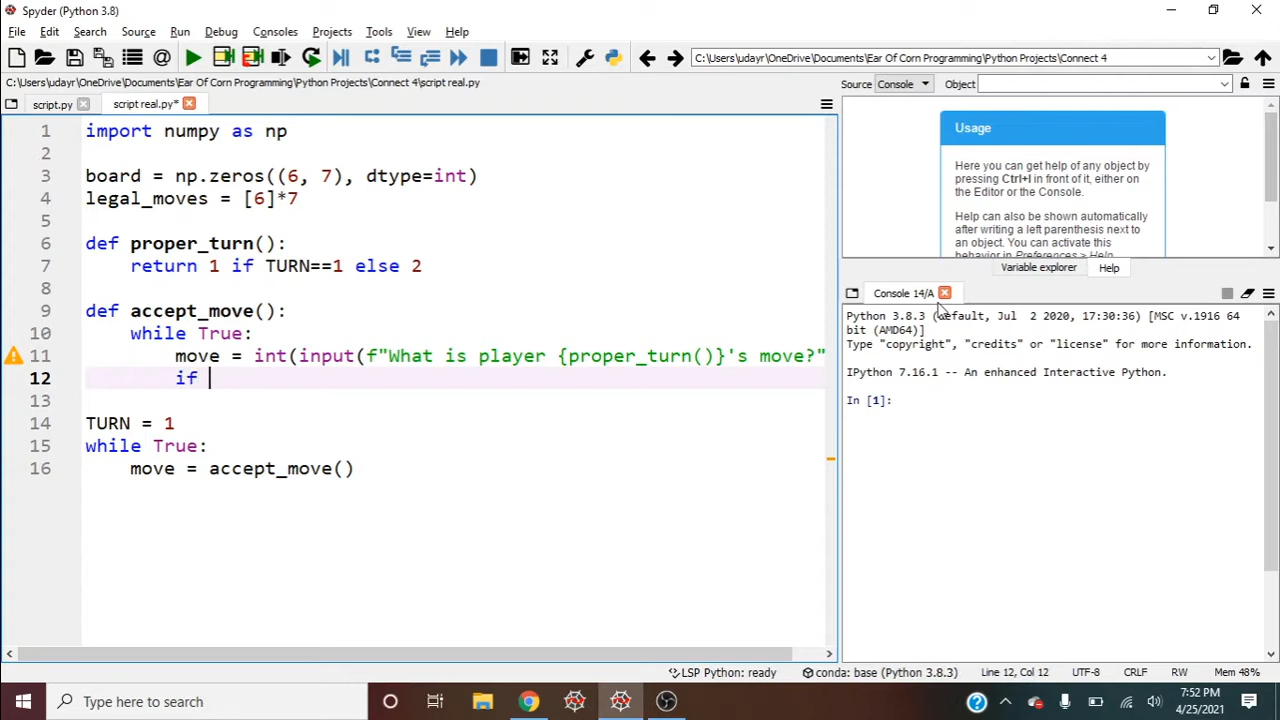 Spyder (Python 3.8)
File Edit Search Source Run Debug Consoles Projects Tools View Help
C:\Users\udayr\OneDrive\Documents\Ear Of Corn Programming\Python Projects\Connect 4
C:\Users\udayr\OneDrive\Documents\Ear Of Corn Programming\Python Projects\Connect 4\script real.py
script.py script real.py*
1 import numpy as np
2
3 board = np.zeros((6, 7), dtype=int)
4 legal_moves = [6]*7
5
6 def proper_turn():
7 return 1 if TURN==1 else 2
8
9 def accept_move():
10 while True:
11 move = int(input(f"What is player {proper_turn()}'s move?"
12 if
13
14 TURN = 1
15 while True:
16 move = accept_move()
Source Console Object
Usage
Here you can get help of any object by
pressing Ctrl+I in front of it, either on
the Editor or the Console.
Help can also be shown automatically
after writing a left parenthesis next to
an object. You can activate this
behavior in Preferences > Help.
Variable explorer Help
Console 14/A
Python 3.8.3 (default, Jul 2 2020, 17:30:36) [MSC v.1916 64
bit (AMD64)]
Type "copyright", "credits" or "license" for more information.
IPython 7.16.1 -- An enhanced Interactive Python.
In [1]:
LSP Python: ready conda: base (Python 3.8.3) Line 12, Col 12 UTF-8 CRLF RW Mem 48%
Type here to search
7:52 PM
4/25/2021